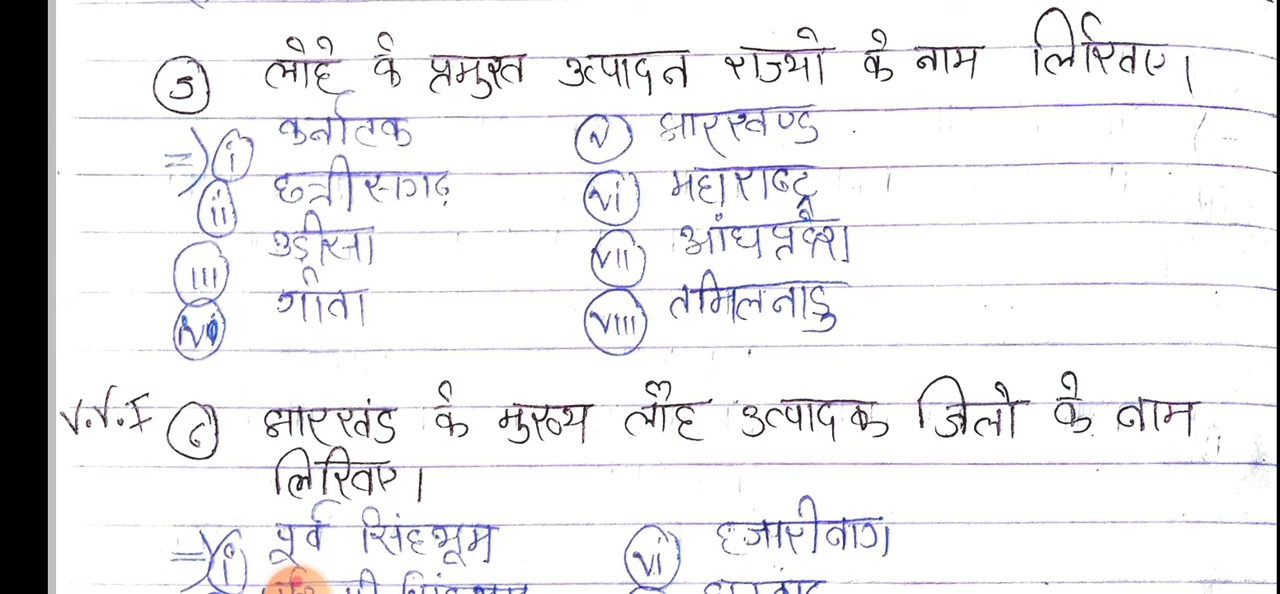 5 लौहे के प्रमुख उत्पादन राज्यो के नाम लिखिए।
=> i कर्नाटक
ii छत्तीसगढ़
iii उड़ीसा
iv गोवा
v झारखण्ड
vi महाराष्ट्र
vii आंध्रप्रदेश
viii तमिलनाडु
V.V.I 6 झारखंड के मुख्य लौह उत्पादक जिलो के नाम
लिखिए।
=> i पूर्व सिंहभूम
vi हजारीबाग